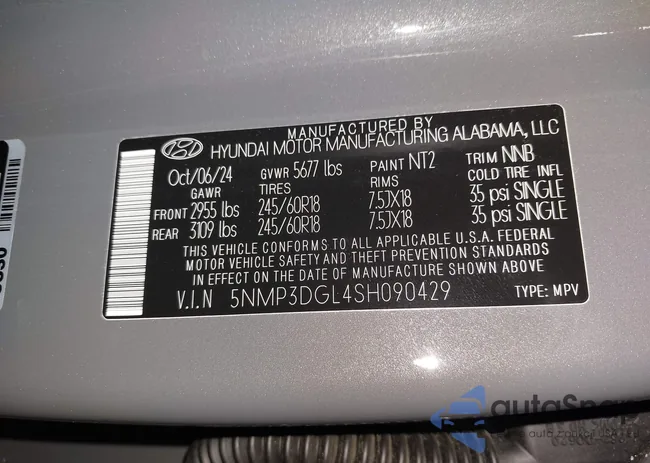 MANUFACTURED BY
HYUNDAI MOTOR MANUFACTURING ALABAMA, LLC
Oct/06/24 GVWR 5677 lbs PAINT NT2 TRIM NNB
GAWR TIRES RIMS COLD TIRE INFL
FRONT 2955 lbs 245/60R18 7.5JX18 35 psi SINGLE
REAR 3109 lbs 245/60R18 7.5JX18 35 psi SINGLE
THIS VEHICLE CONFORMS TO ALL APPLICABLE U.S.A. FEDERAL
MOTOR VEHICLE SAFETY AND THEFT PREVENTION STANDARDS
IN EFFECT ON THE DATE OF MANUFACTURE SHOWN ABOVE.
V.I.N 5NMP3DGL4SH090429 TYPE: MPV